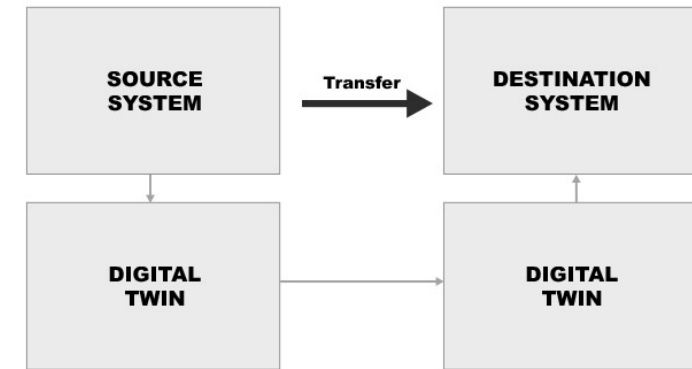 SOURCE
SYSTEM
Transfer
DESTINATION
SYSTEM
DIGITAL
TWIN
DIGITAL
TWIN